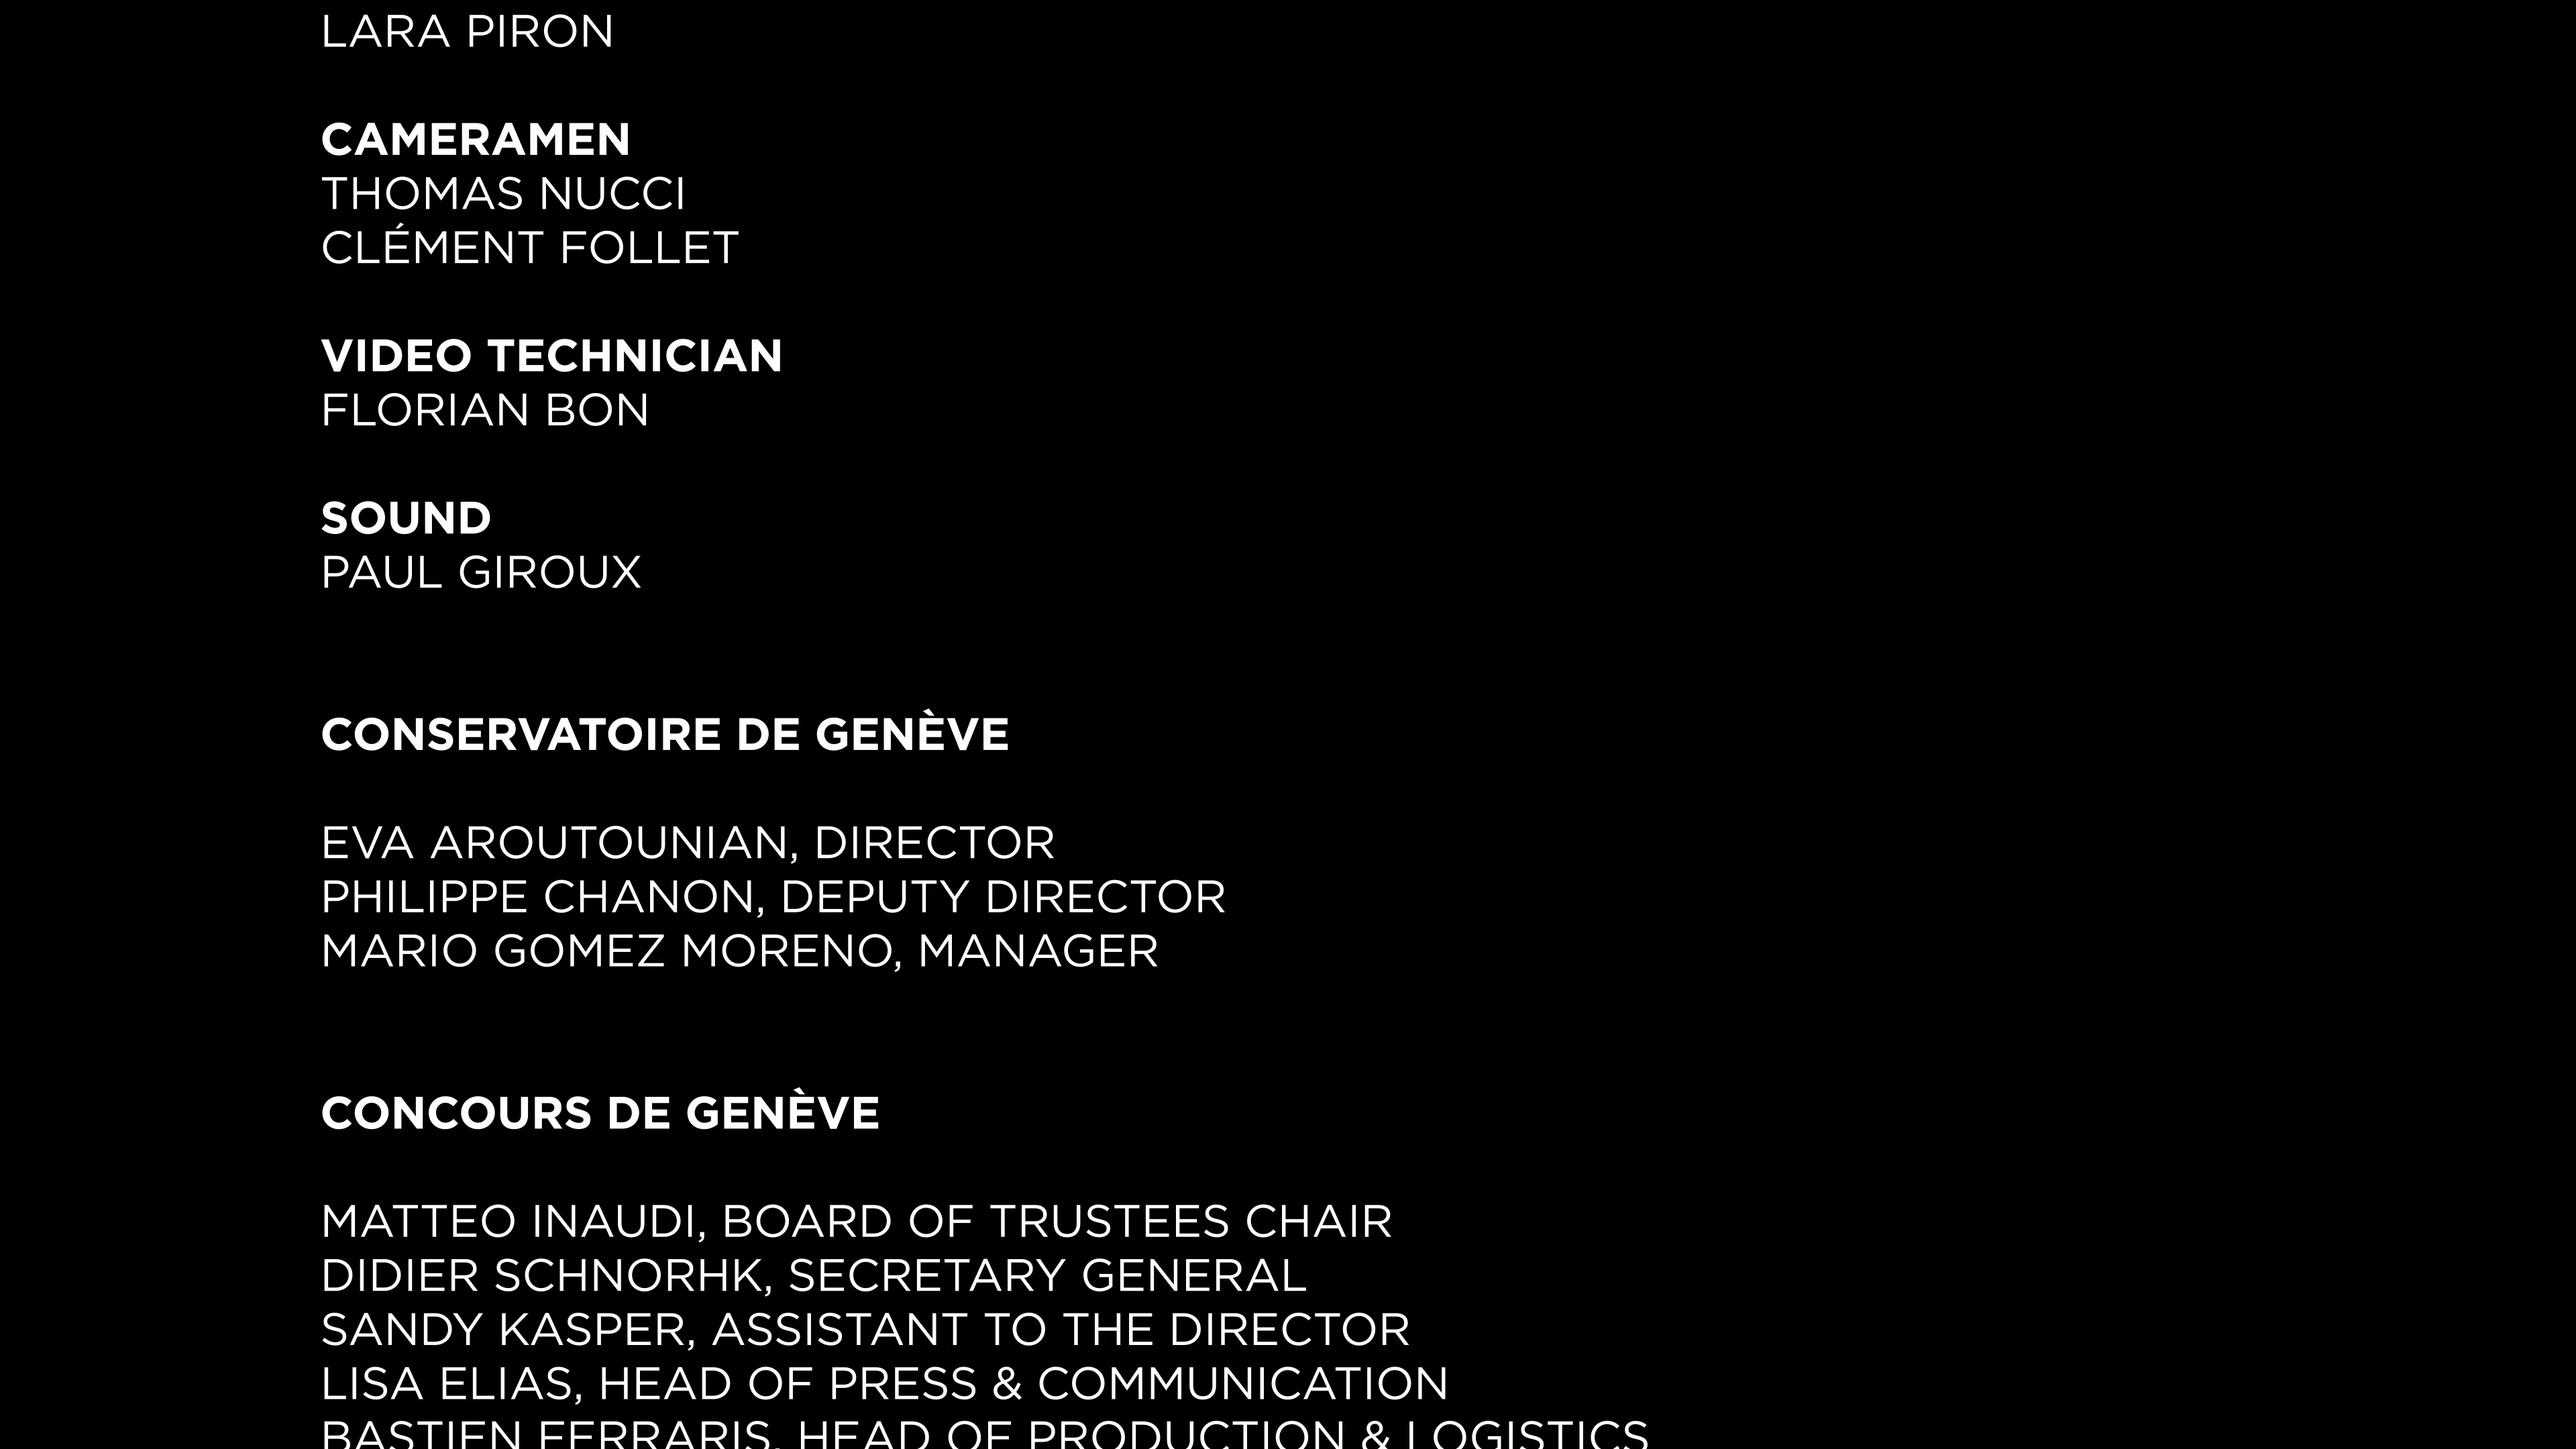 LARA PIRON
CAMERAMEN
THOMAS NUCCI
CLÉMENT FOLLET
VIDEO TECHNICIAN
FLORIAN BON
SOUND
PAUL GIROUX
CONSERVATOIRE DE GENÈVE
EVA AROUTOUNIAN, DIRECTOR
PHILIPPE CHANON, DEPUTY DIRECTOR
MARIO GOMEZ MORENO, MANAGER
CONCOURS DE GENÈVE
MATTEO INAUDI, BOARD OF TRUSTEES CHAIR
DIDIER SCHNORHK, SECRETARY GENERAL
SANDY KASPER, ASSISTANT TO THE DIRECTOR
LISA ELIAS, HEAD OF PRESS & COMMUNICATION
BASTIEN FERRARIS, HEAD OF PRODUCTION & LOGISTICS